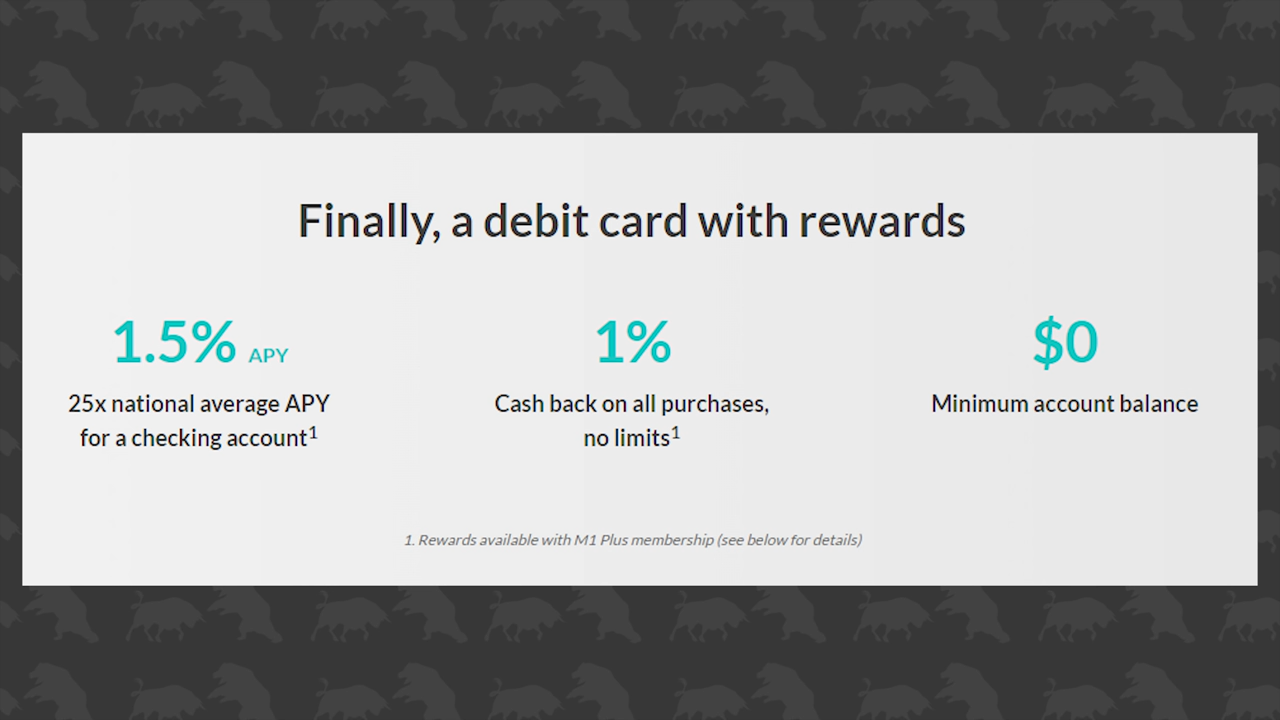 Finally, a debit card with rewards
1.5% APY
25x national average APY
for a checking account1
1%
Cash back on all purchases,
no limits1
$0
Minimum account balance
1. Rewards available with M1 Plus membership (see below for details)